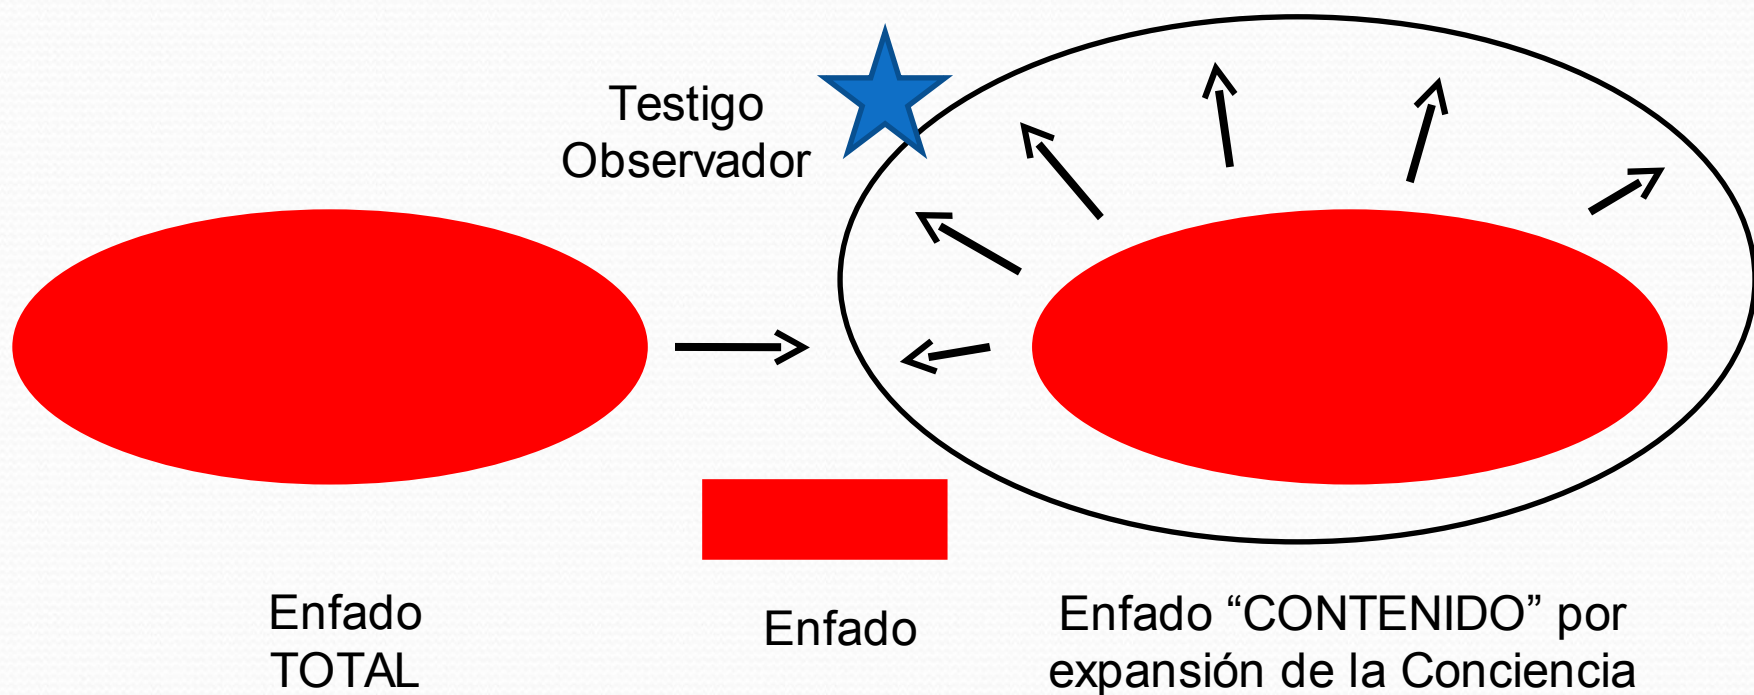 Testigo
Observador
Enfado
TOTAL
Enfado
Enfado “CONTENIDO” por
expansión de la Conciencia